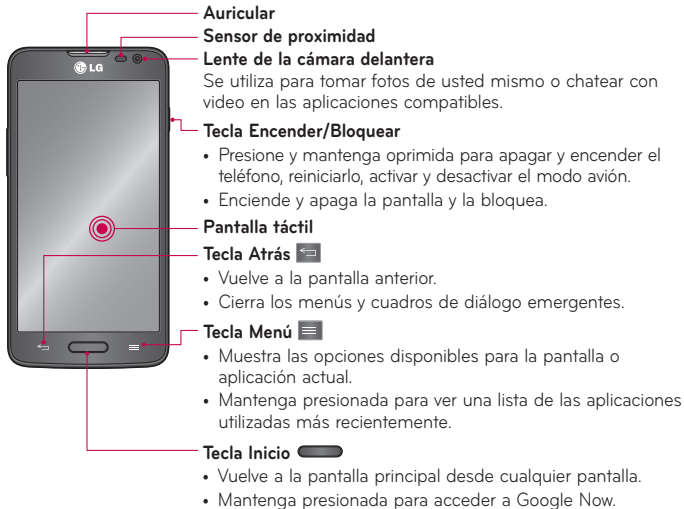 Auricular
Sensor de proximidad
Lente de la cámara delantera
Se utiliza para tomar fotos de usted mismo o chatear con
video en las aplicaciones compatibles.
LG
Tecla Encender/Bloquear
• Presione y mantenga oprimida para apagar y encender el
teléfono, reiniciarlo, activar y desactivar el modo avión.
• Enciende y apaga la pantalla y la bloquea.
Pantalla táctil
Tecla Atrás
• Vuelve a la pantalla anterior.
• Cierra los menús y cuadros de diálogo emergentes.
Tecla Menú
• Muestra las opciones disponibles para la pantalla o
aplicación actual.
• Mantenga presionada para ver una lista de las aplicaciones
utilizadas más recientemente.
Tecla Inicio
• Vuelve a la pantalla principal desde cualquier pantalla.
• Mantenga presionada para acceder a Google Now.